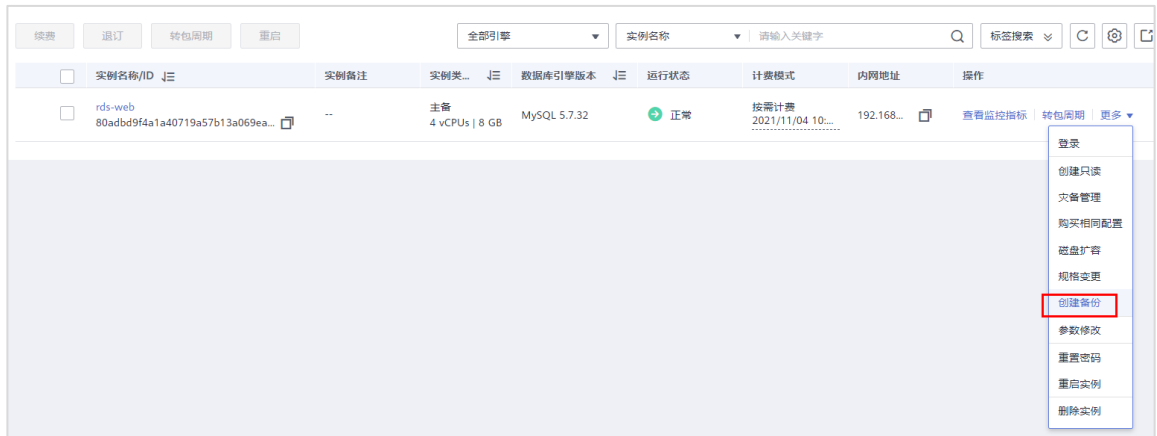 续费 退订 转包周期 重启 全部引擎 实例名称 请输入关键字 标签搜索
实例名称/ID 实例备注 实例类... 数据库引擎版本 运行状态 计费模式 内网地址 操作
rds-web 主备 按需计费
80adbd9f4a1a40719a57b13a069ea... -- 4 vCPUs | 8 GB MySQL 5.7.32 正常 2021/11/04 10:... 192.168... 查看监控指标 转包周期 更多
登录
创建只读
灾备管理
购买相同配置
磁盘扩容
规格变更
创建备份
参数修改
重置密码
重启实例
删除实例